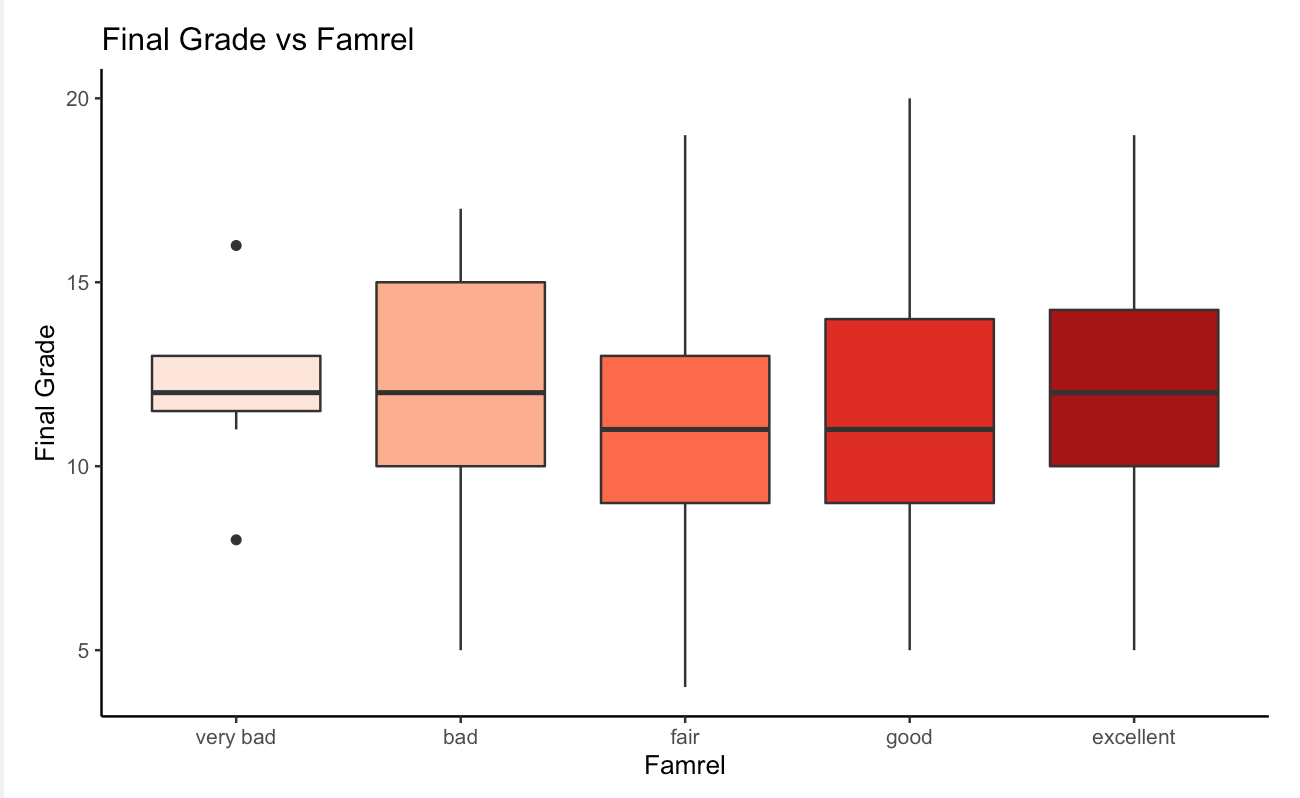 Final Grade vs Famrel
20
15
10
5
Final Grade
very bad bad fair good excellent
Famrel